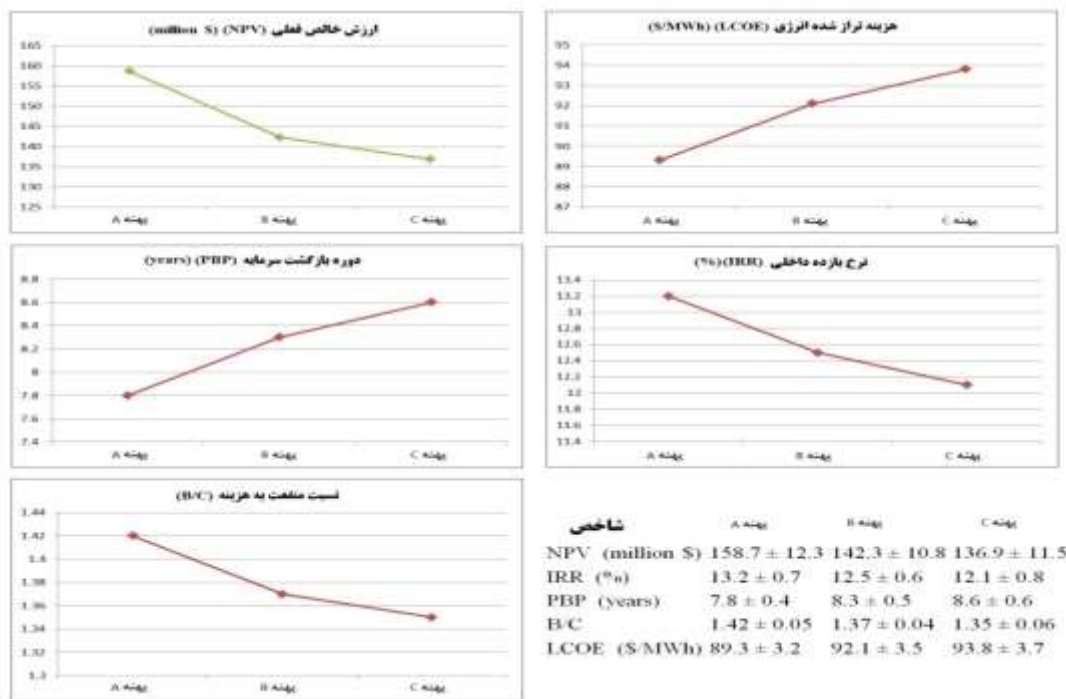 ارزش خالص فعلی (NPV) (million $)
165
160
155
150
145
140
135
130
125
پهنه A
پهنه B
پهنه C
هزینه تراز شده انرژی (LCOE) ($/MWh)
95
94
93
92
91
90
89
88
87
پهنه A
پهنه B
پهنه C
دوره بازگشت سرمایه (PBP) (years)
8.8
8.6
8.4
8.2
8
7.8
7.6
7.4
پهنه A
پهنه B
پهنه C
نرخ بازده داخلی (IRR) (%)
13.4
13.2
13
12.8
12.6
12.4
12.2
12
11.8
11.6
11.4
پهنه A
پهنه B
پهنه C
نسبت منفعت به هزینه (B/C)
1.44
1.42
1.4
1.38
1.36
1.34
1.32
1.3
پهنه A
پهنه B
پهنه C
شاخص پهنه A پهنه B پهنه C
NPV (million $) 158.7 ± 12.3 142.3 ± 10.8 136.9 ± 11.5
IRR (%) 13.2 ± 0.7 12.5 ± 0.6 12.1 ± 0.8
PBP (years) 7.8 ± 0.4 8.3 ± 0.5 8.6 ± 0.6
B/C 1.42 ± 0.05 1.37 ± 0.04 1.35 ± 0.06
LCOE ($/MWh) 89.3 ± 3.2 92.1 ± 3.5 93.8 ± 3.7